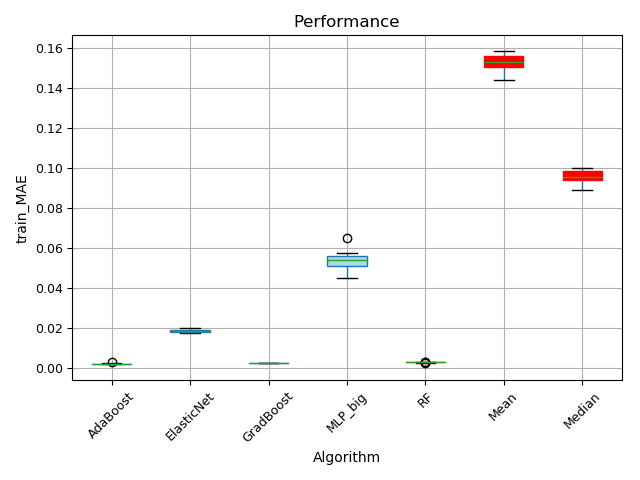 Performance
train_MAE
0.16
0.14
0.12
0.10
0.08
0.06
0.04
0.02
0.00
AdaBoost
ElasticNet
GradBoost
MLP_big
RF
Mean
Median
Algorithm